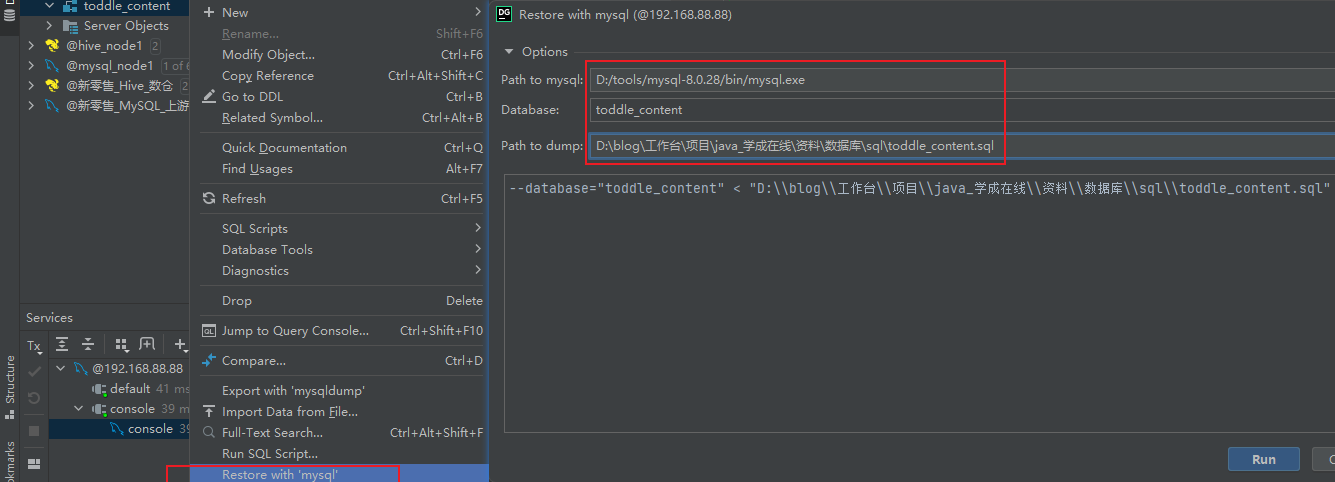 toddle_content
Server Objects
@hive_node1 2
@mysql_node1 1 of 6
@新零售_Hive_数仓
@新零售_MySQL_上游
Services
Tx
@192.168.88.88
default 41 ms
console 39 m
console 39
Structure
okmarks
New
Rename... Shift+F6
Modify Object... Ctrl+F6
Copy Reference Ctrl+Alt+Shift+C
Go to DDL Ctrl+B
Related Symbol... Ctrl+Alt+B
Quick Documentation Ctrl+Q
Find Usages Alt+F7
Refresh Ctrl+F5
SQL Scripts
Database Tools
Diagnostics
Drop Delete
QL Jump to Query Console... Ctrl+Shift+F10
Compare... Ctrl+D
Export with 'mysqldump'
Import Data from File...
Full-Text Search... Ctrl+Alt+Shift+F
Run SQL Script...
Restore with 'mysql'
DG Restore with mysql (@192.168.88.88)
Options
Path to mysql: D:/tools/mysql-8.0.28/bin/mysql.exe
Database: toddle_content
Path to dump: D:\blog\工作台\项目\java_学成在线\资料\数据库\sql\toddle_content.sql
--database="toddle_content" < "D:\\blog\\工作台\\项目\\java_学成在线\\资料\\数据库\\sql\\toddle_content.sql"
Run